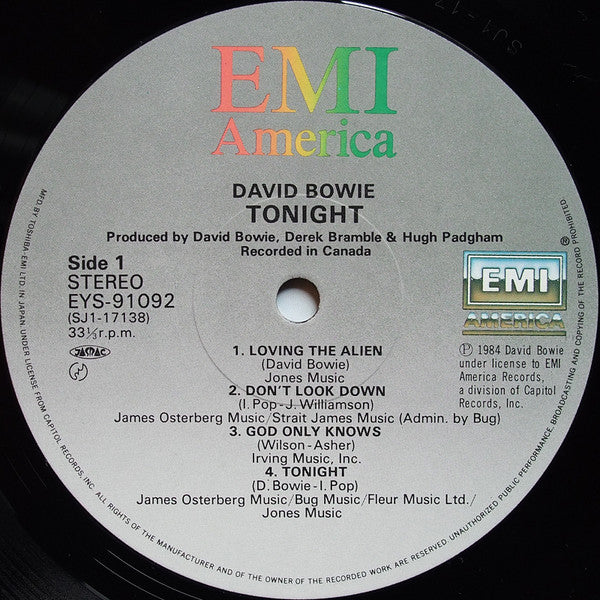 EMI
America
DAVID BOWIE
TONIGHT
Produced by David Bowie, Derek Bramble & Hugh Padgham
Recorded in Canada
Side 1
STEREO
EYS-91092
(SJ1-17138)
33⅓r.p.m.
JASRAC
®
EMI
AMERICA
Ⓟ 1984 David Bowie
under license to EMI
America Records,
a division of Capitol
Records, Inc.
1. LOVING THE ALIEN
(David Bowie)
Jones Music
2. DON'T LOOK DOWN
(I. Pop-J. Williamson)
James Osterberg Music/Strait James Music (Admin. by Bug)
3. GOD ONLY KNOWS
(Wilson-Asher)
Irving Music, Inc.
4. TONIGHT
(D. Bowie-I. Pop)
James Osterberg Music/Bug Music/Fleur Music Ltd./
Jones Music
MFD. BY TOSHIBA-EMI LTD. IN JAPAN UNDER LICENSE FROM CAPITOL RECORDS, INC. ALL RIGHTS OF THE MANUFACTURER AND OF THE OWNER OF THE RECORDED WORK ARE RESERVED UNAUTHORIZED PUBLIC PERFORMANCE, BROADCASTING AND COPYING OF THE RECORD PROHIBITED.